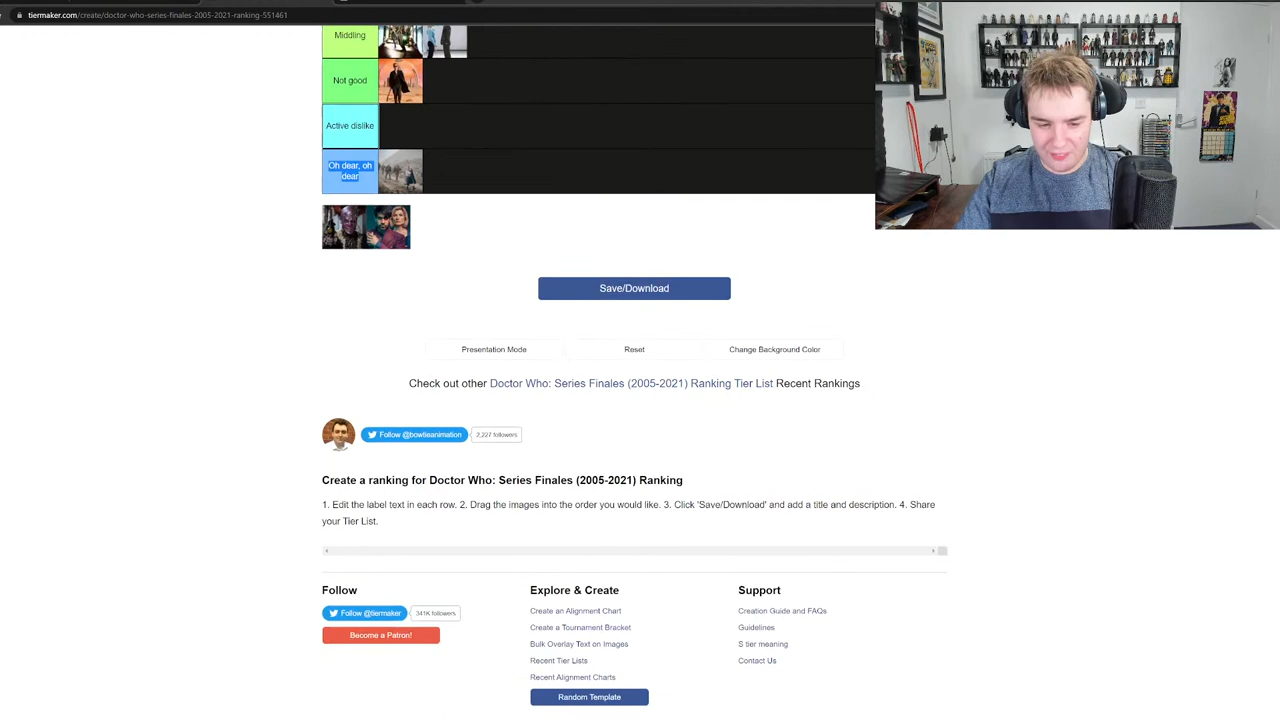 tiermaker.com/create/doctor-who-series-finales-2005-2021-ranking-551461
Middling
Not good
Active dislike
Oh dear, oh
dear
Save/Download
Presentation Mode
Reset
Change Background Color
Check out other Doctor Who: Series Finales (2005-2021) Ranking Tier List Recent Rankings
Follow @bowtieanimation
2,227 followers
Create a ranking for Doctor Who: Series Finales (2005-2021) Ranking
1. Edit the label text in each row. 2. Drag the images into the order you would like. 3. Click 'Save/Download' and add a title and description. 4. Share
your Tier List.
Follow
Explore & Create
Support
Follow @tiermaker
341K followers
Create an Alignment Chart
Creation Guide and FAQs
Become a Patron!
Create a Tournament Bracket
Guidelines
Bulk Overlay Text on Images
S tier meaning
Recent Tier Lists
Contact Us
Recent Alignment Charts
Random Template